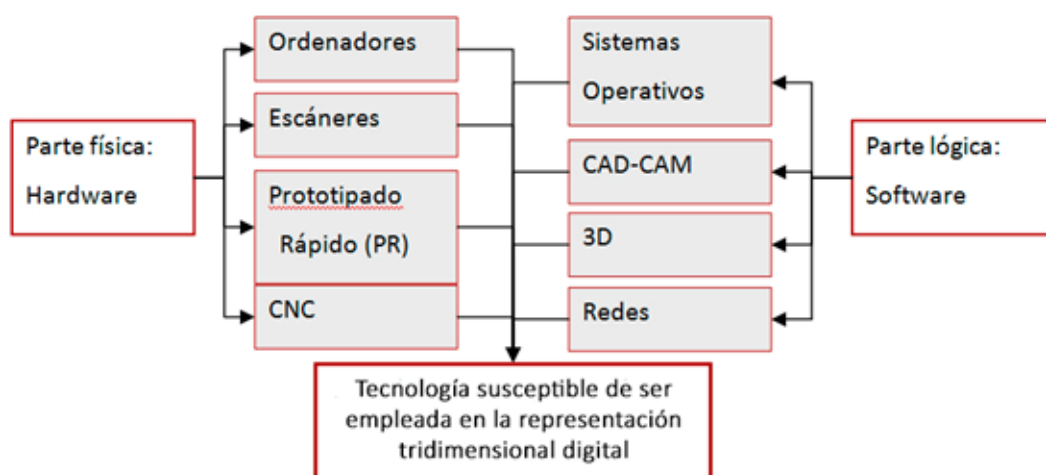 Parte física:
Hardware
Ordenadores
Escáneres
Prototipado
Rápido (PR)
CNC
Sistemas
Operativos
CAD-CAM
3D
Redes
Parte lógica:
Software
Tecnología susceptible de ser
empleada en la representación
tridimensional digital